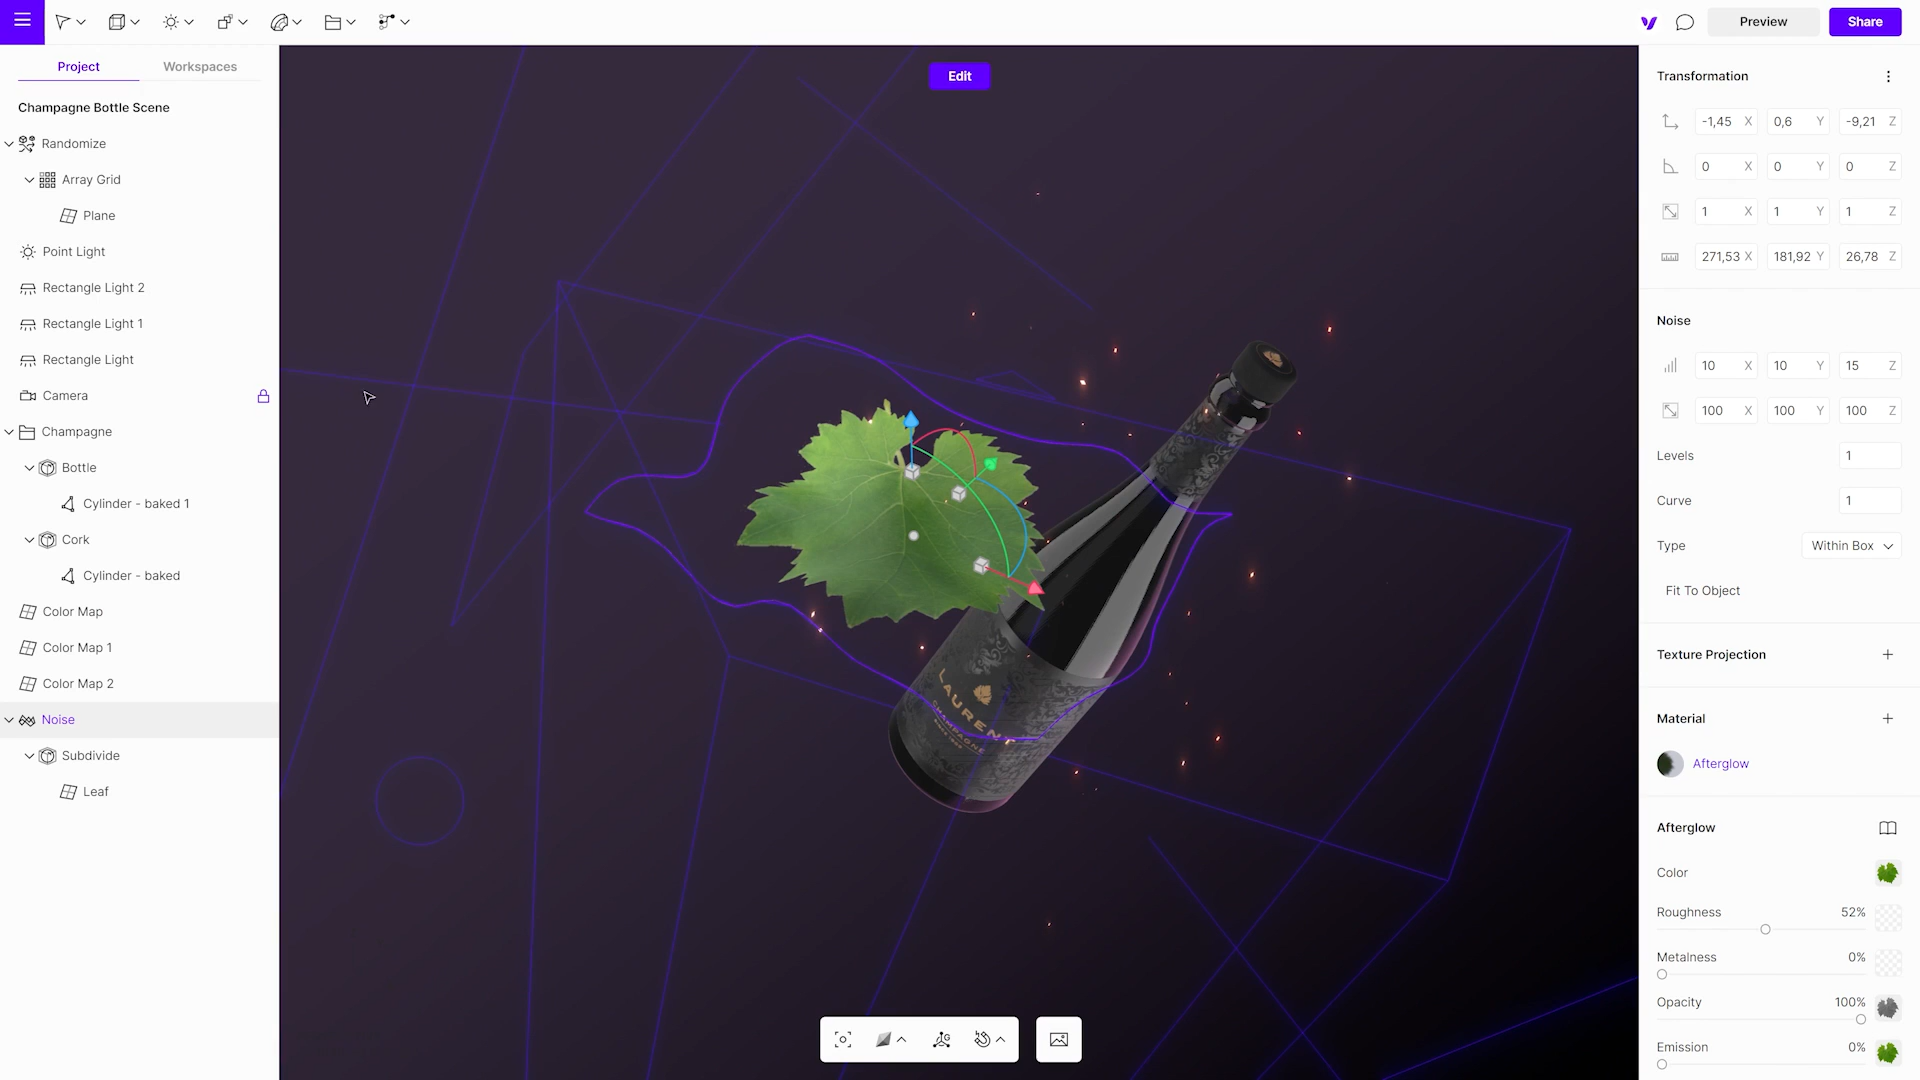 Preview
Share
Project
Workspaces
Champagne Bottle Scene
Randomize
Array Grid
Plane
Point Light
Rectangle Light 2
Rectangle Light 1
Rectangle Light
Camera
Champagne
Bottle
Cylinder - baked 1
Cork
Cylinder - baked
Color Map
Color Map 1
Color Map 2
Noise
Subdivide
Leaf
Edit
LAURENT
CHAMPAGNE
Transformation
-1,45 X 0,6 Y -9,21 Z
0 X 0 Y 0 Z
1 X 1 Y 1 Z
271,53 X 181,92 Y 26,78 Z
Noise
10 X 10 Y 15 Z
100 X 100 Y 100 Z
Levels 1
Curve 1
Type Within Box
Fit To Object
Texture Projection
Material
Afterglow
Afterglow
Color
Roughness 52%
Metalness 0%
Opacity 100%
Emission 0%